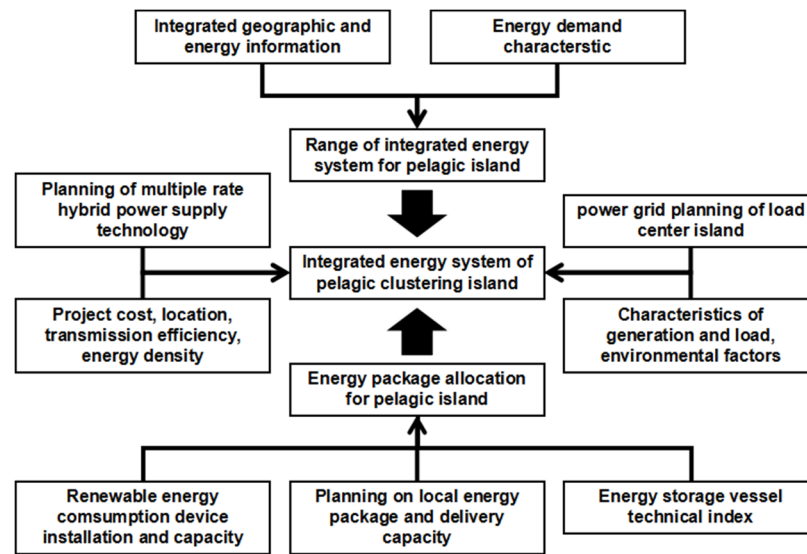 Integrated geographic and
energy information
Energy demand
characterstic
Range of integrated energy
system for pelagic island
Planning of multiple rate
hybrid power supply
technology
power grid planning of load
center island
Integrated energy system of
pelagic clustering island
Project cost, location,
transmission efficiency,
energy density
Characteristics of
generation and load,
environmental factors
Energy package allocation
for pelagic island
Renewable energy
comsumption device
installation and capacity
Planning on local energy
package and delivery
capacity
Energy storage vessel
technical index